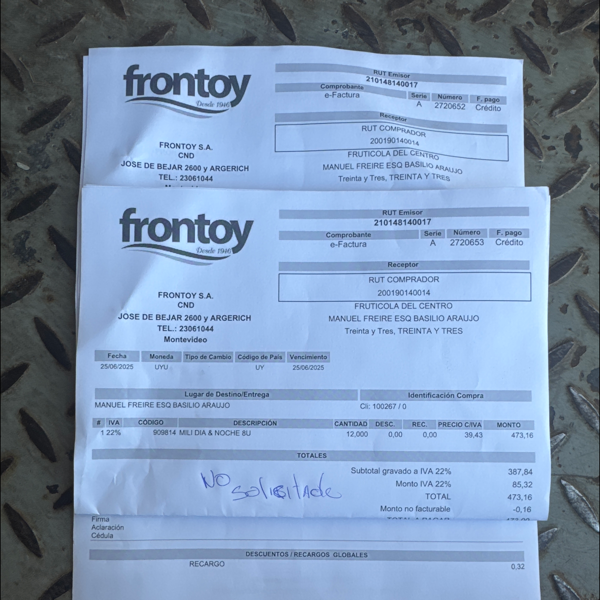 frontoy
Desde 1940
FRONTOY S.A.
CND
JOSE DE BEJAR 2600 y ARGERICH
TEL.: 23061044
RUT Emisor
210148140017
Comprobante Serie Número F. pago
e-Factura A 2720652 Crédito
Receptor
RUT COMPRADOR
200190140014
FRUTICOLA DEL CENTRO
MANUEL FREIRE ESQ BASILIO ARAUJO
Treinta y Tres, TREINTA Y TRES
frontoy
Desde 1940
FRONTOY S.A.
CND
JOSE DE BEJAR 2600 y ARGERICH
TEL.: 23061044
Montevideo
RUT Emisor
210148140017
Comprobante Serie Número F. pago
e-Factura A 2720653 Crédito
Receptor
RUT COMPRADOR
200190140014
FRUTICOLA DEL CENTRO
MANUEL FREIRE ESQ BASILIO ARAUJO
Treinta y Tres, TREINTA Y TRES
Fecha Moneda Tipo de Cambio Código de País Vencimiento
25/06/2025 UYU UY 25/06/2025
Lugar de Destino/Entrega Identificación Compra
MANUEL FREIRE ESQ BASILIO ARAUJO Cli: 100267 / 0
# IVA CÓDIGO DESCRIPCIÓN CANTIDAD DESC. REC. PRECIO C/IVA MONTO
1 22% 909814 MILI DIA & NOCHE 8U 12,000 0,00 0,00 39,43 473,16
TOTALES
Subtotal gravado a IVA 22% 387,84
Monto IVA 22% 85,32
TOTAL 473,16
Monto no facturable -0,16
No solicitado
Firma
Aclaración
Cédula
DESCUENTOS / RECARGOS GLOBALES
RECARGO 0,32